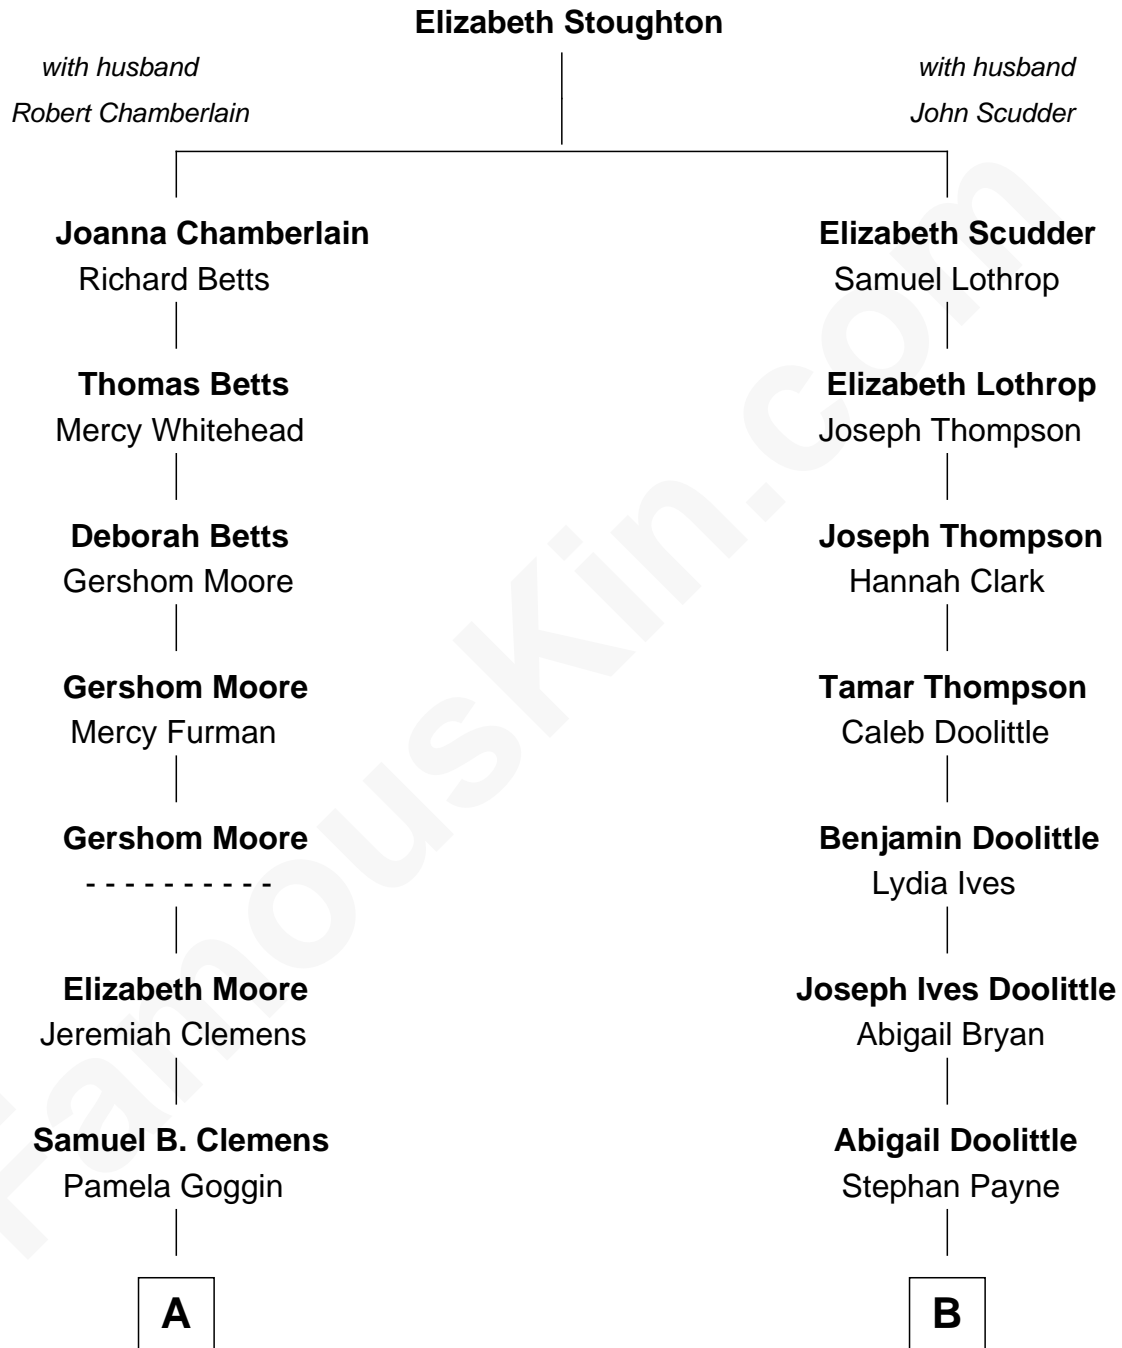 Elizabeth Stoughton
with husband
Robert Chamberlain
with husband
John Scudder
Joanna Chamberlain
Richard Betts
Elizabeth Scudder
Samuel Lothrop
Thomas Betts
Mercy Whitehead
Elizabeth Lothrop
Joseph Thompson
Deborah Betts
Gershom Moore
Joseph Thompson
Hannah Clark
Gershom Moore
Mercy Furman
Tamar Thompson
Caleb Doolittle
Gershom Moore
- - - - - - - - - -
Benjamin Doolittle
Lydia Ives
Elizabeth Moore
Jeremiah Clemens
Joseph Ives Doolittle
Abigail Bryan
Samuel B. Clemens
Pamela Goggin
Abigail Doolittle
Stephan Payne
A
B
FamousKin.com